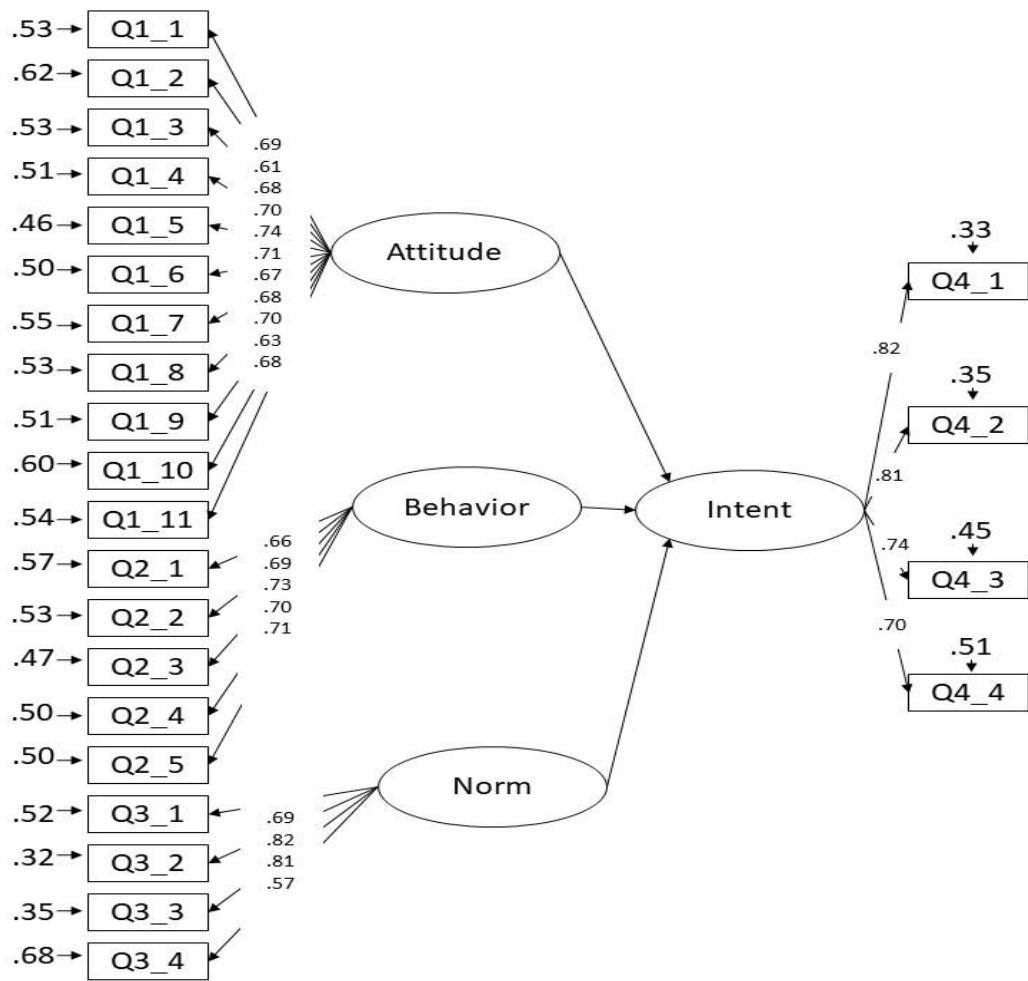 .53 Q1_1
.62 Q1_2
.53 Q1_3
.51 Q1_4
.46 Q1_5
.50 Q1_6
.55 Q1_7
.53 Q1_8
.51 Q1_9
.60 Q1_10
.54 Q1_11
.57 Q2_1
.53 Q2_2
.47 Q2_3
.50 Q2_4
.50 Q2_5
.52 Q3_1
.32 Q3_2
.35 Q3_3
.68 Q3_4
.69
.61
.68
.70
.74
.71
.67
.68
.70
.63
.68
.66
.69
.73
.70
.71
.69
.82
.81
.57
Attitude
Behavior
Norm
Intent
.82
.81
.74
.70
.33
Q4_1
.35
Q4_2
.45
Q4_3
.51
Q4_4